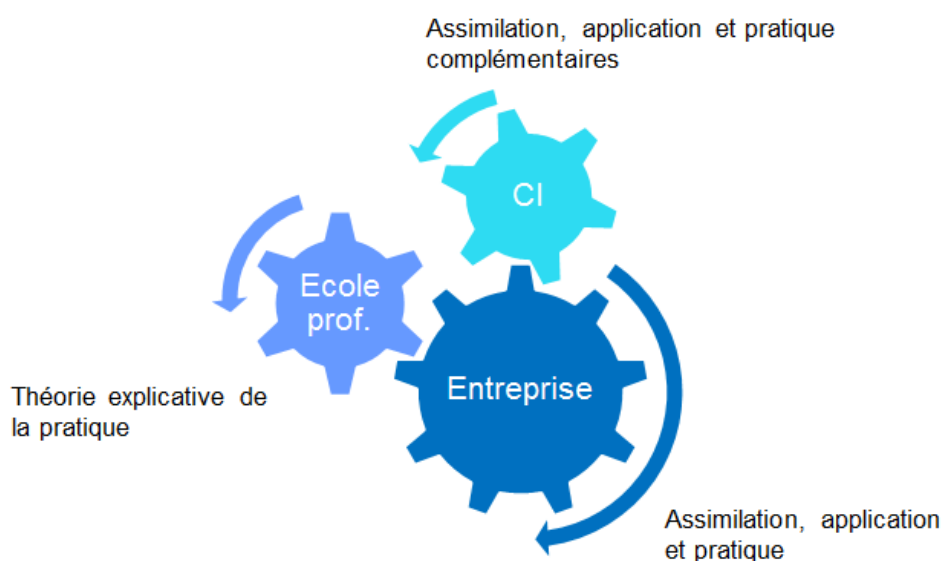 Assimilation, application et pratique
complémentaires
CI
Ecole
prof.
Entreprise
Théorie explicative de
la pratique
Assimilation, application
et pratique